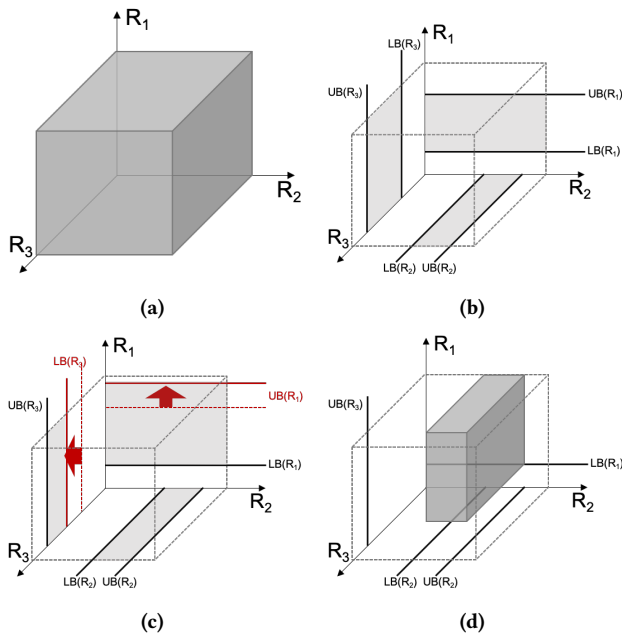 R1
R2
R3
(a)
R1
LB(R3)
UB(R3)
UB(R1)
LB(R1)
R2
R3
LB(R2)
UB(R2)
(b)
R1
LB(R3)
UB(R3)
UB(R1)
LB(R1)
R2
R3
LB(R2)
UB(R2)
(c)
R1
UB(R3)
LB(R1)
R2
R3
LB(R2)
UB(R2)
(d)